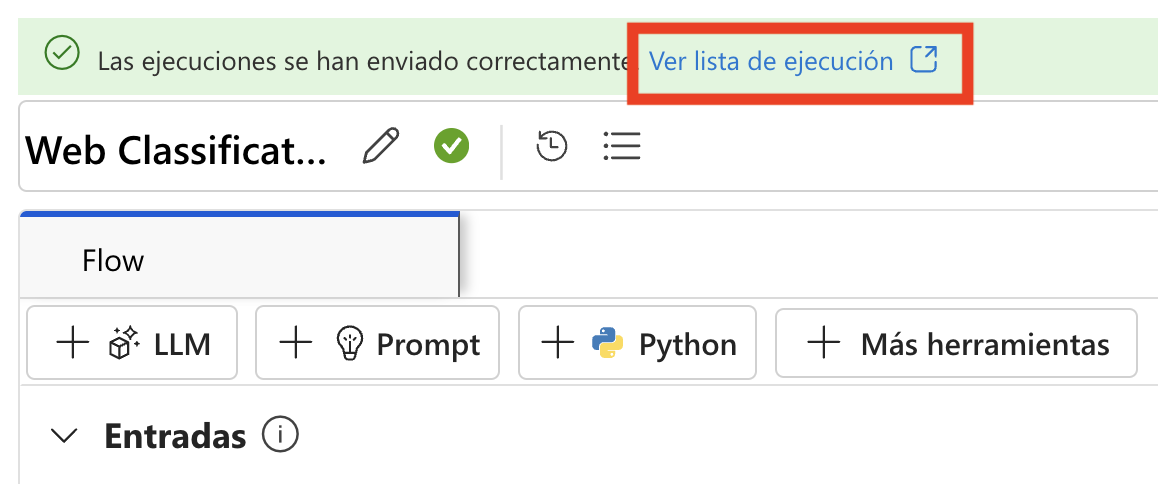 Las ejecuciones se han enviado correctamente. Ver lista de ejecución
Web Classificat...
Flow
LLM Prompt Python Más herramientas
Entradas